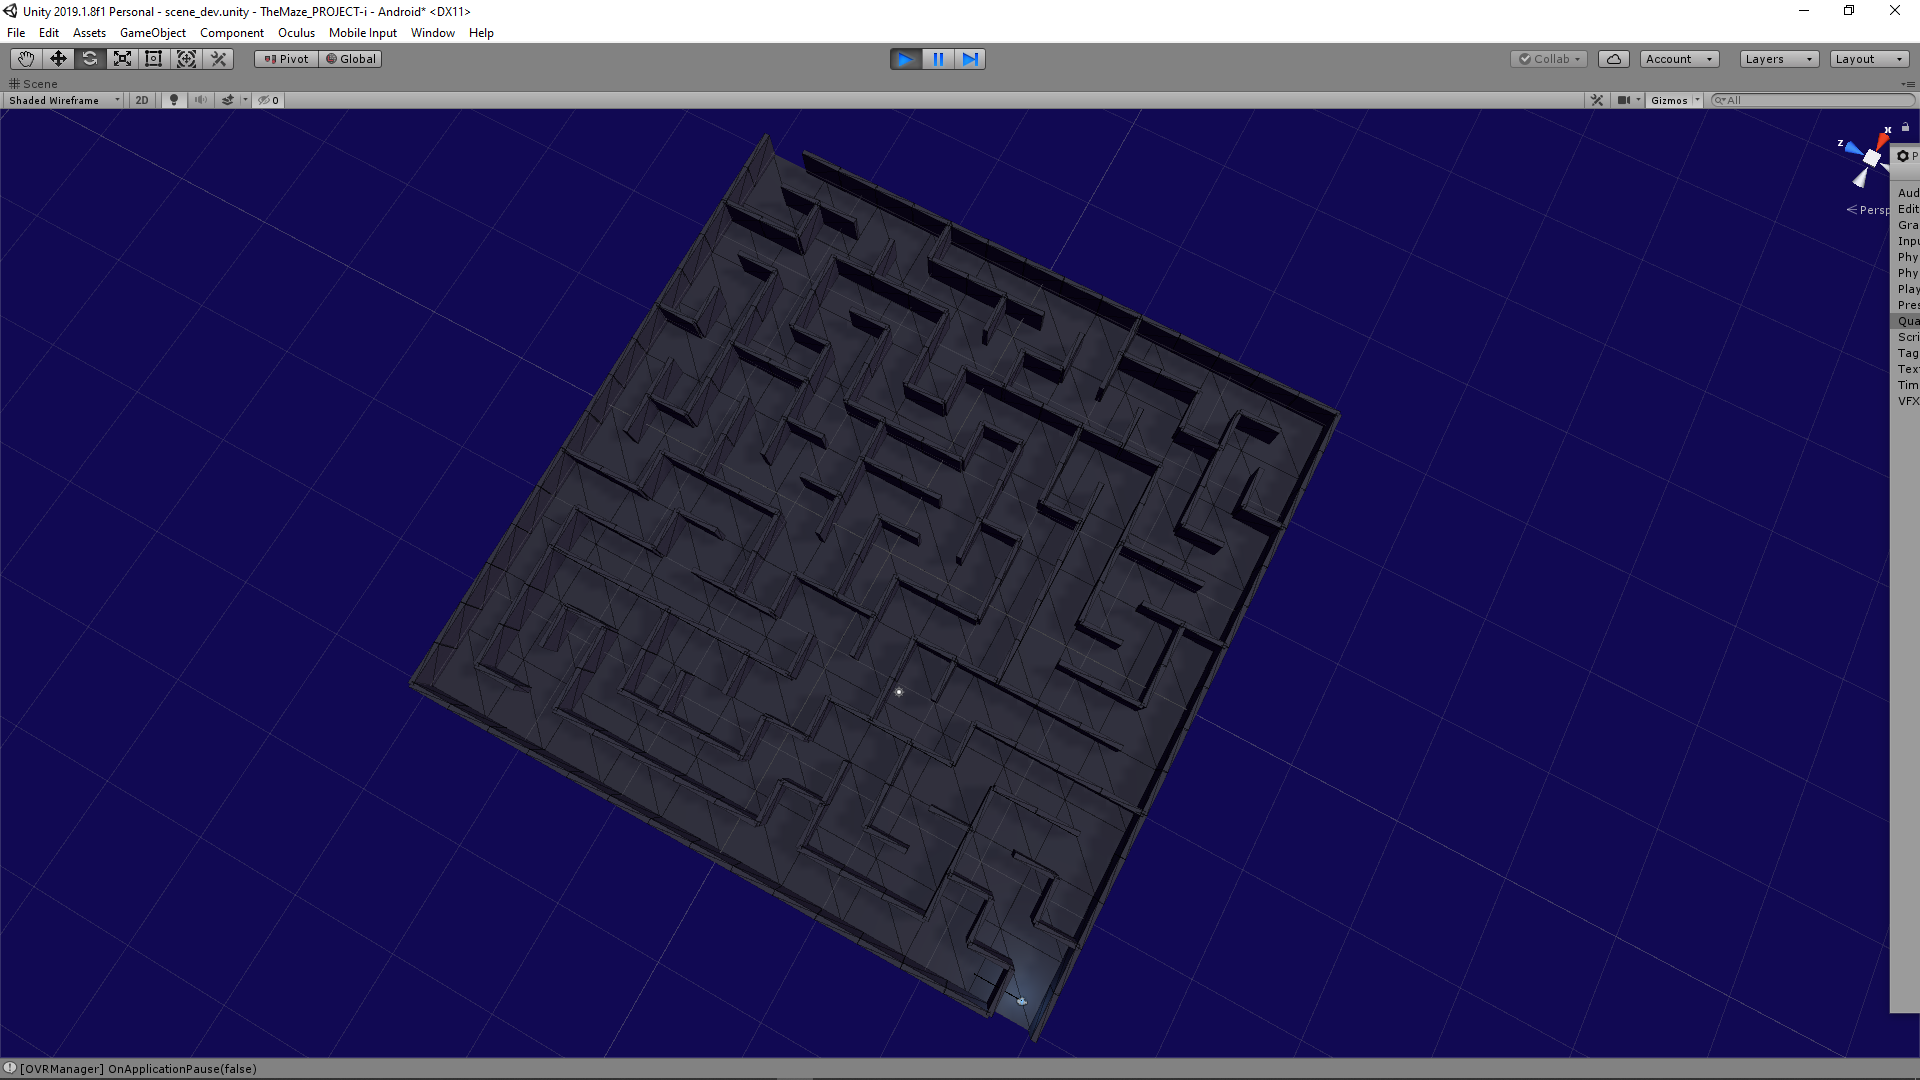 Unity 2019.1.8f1 Personal - scene_dev.unity - TheMaze_PROJECT-i - Android* <DX11>
File Edit Assets GameObject Component Oculus Mobile Input Window Help
Pivot Global Collab Account Layers Layout
Scene
Shaded Wireframe 2D 0 Gizmos All
x
z
P
Aud
< Persp Edit
Gra
Inpu
Phy
Phy
Play
Pres
Qua
Scri
Tag
Tex
Tim
VFX
[OVRManager] OnApplicationPause(false)